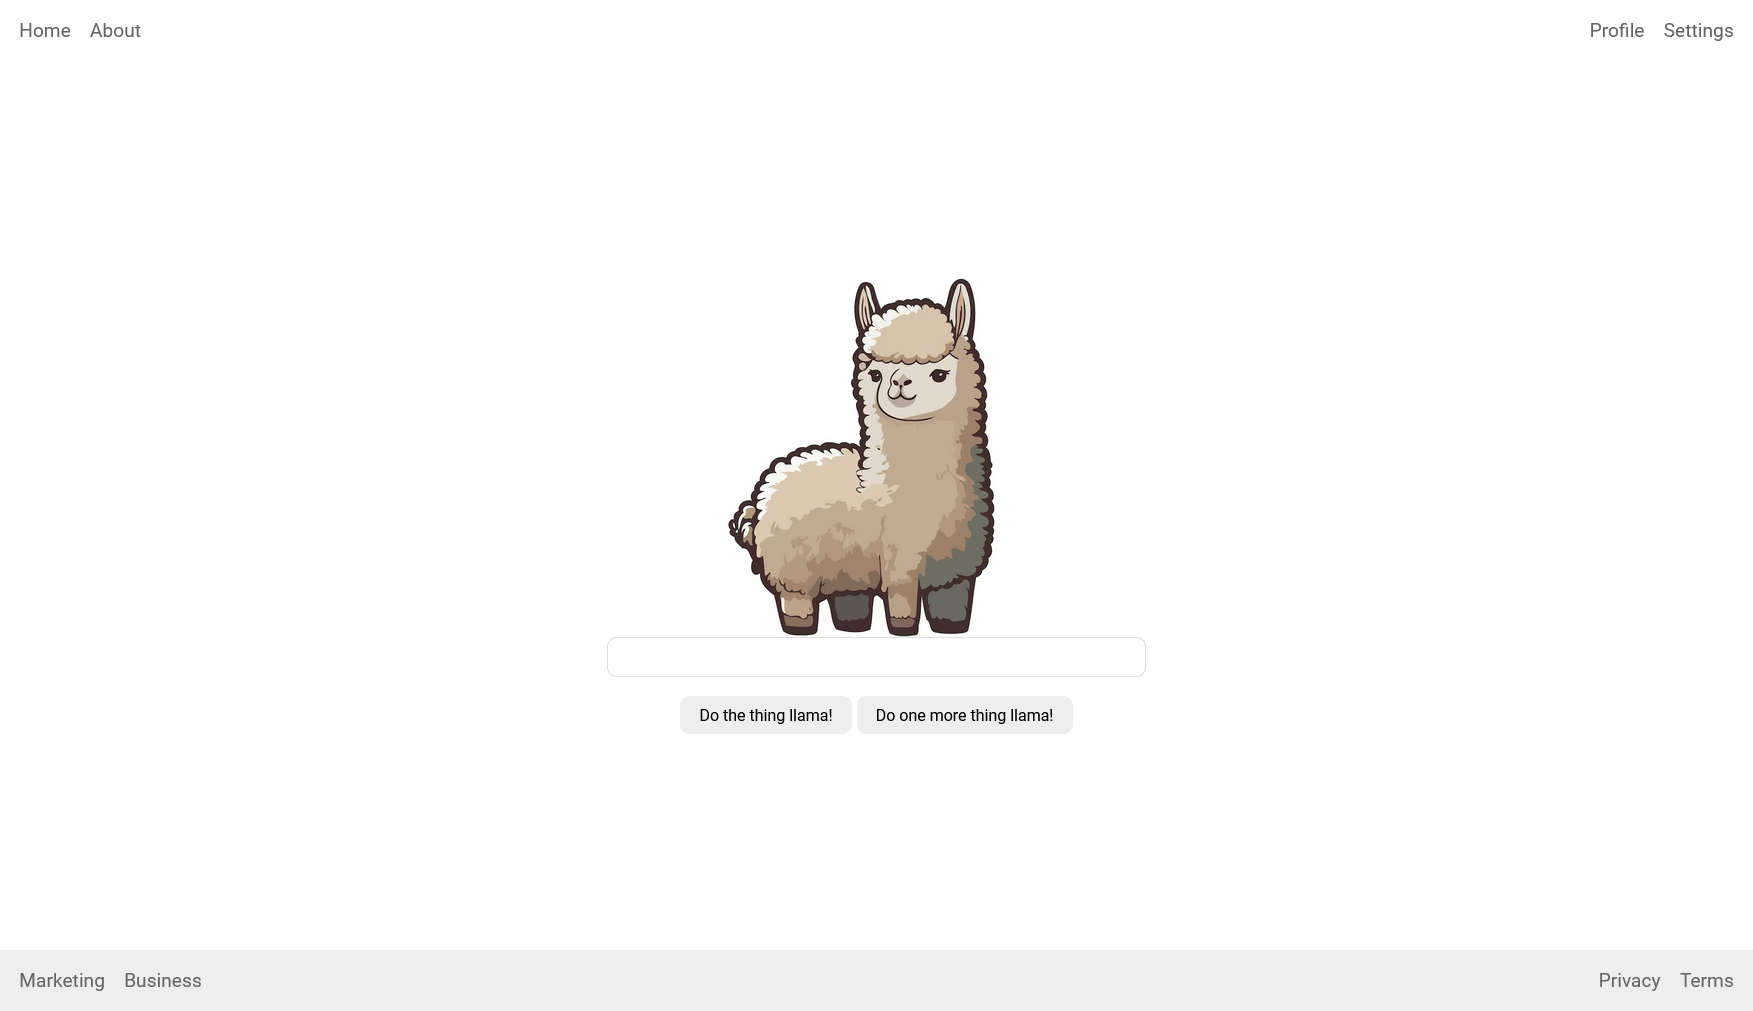 Home About Profile Settings
Do the thing llama! Do one more thing llama!
Marketing Business Privacy Terms